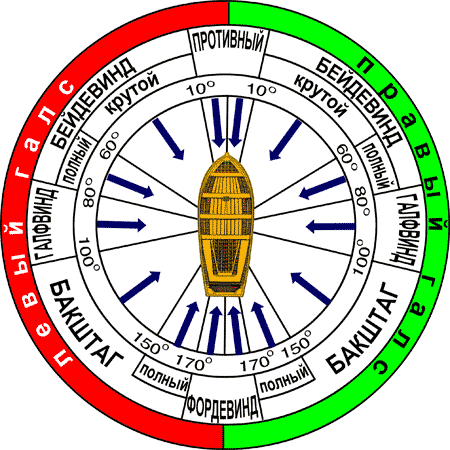 левый галс
правый галс
ПРОТИВНЫЙ
БЕЙДЕВИНД
БЕЙДЕВИНД
крутой
крутой
10°
10°
полный
60°
60°
полный
ГАЛФВИНД
80°
80°
ГАЛФВИНД
100°
100°
БАКШТАГ
БАКШТАГ
150°
170°
170°
150°
полный
полный
ФОРДЕВИНД